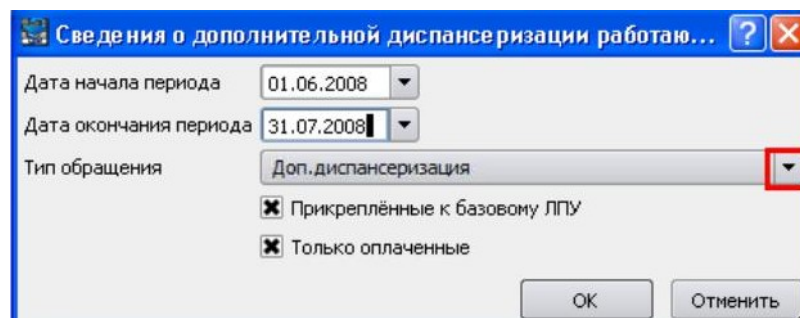 Сведения о дополнительной диспансеризации работаю...
Дата начала периода 01.06.2008
Дата окончания периода 31.07.2008
Тип обращения Доп.диспансеризация
Прикреплённые к базовому ЛПУ
Только оплаченные
ОК Отменить